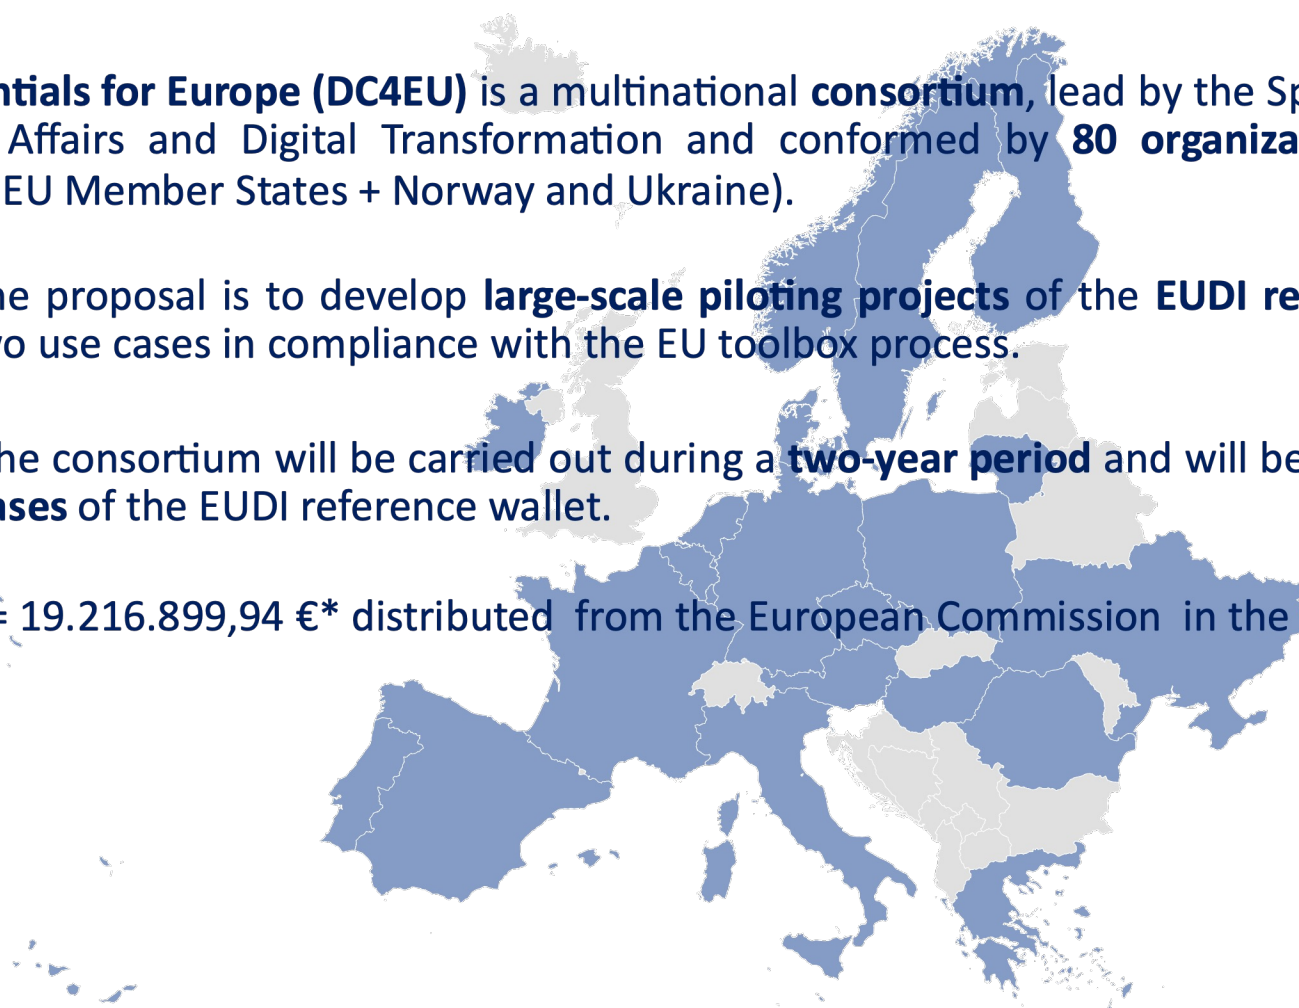 ntials for Europe (DC4EU) is a multinational consortium, lead by the Sp
Affairs and Digital Transformation and conformed by 80 organiza
EU Member States + Norway and Ukraine).
he proposal is to develop large-scale piloting projects of the EUDI re
vo use cases in compliance with the EU toolbox process.
he consortium will be carried out during a two-year period and will be
ases of the EUDI reference wallet.
= 19.216.899,94 €* distributed from the European Commission in the